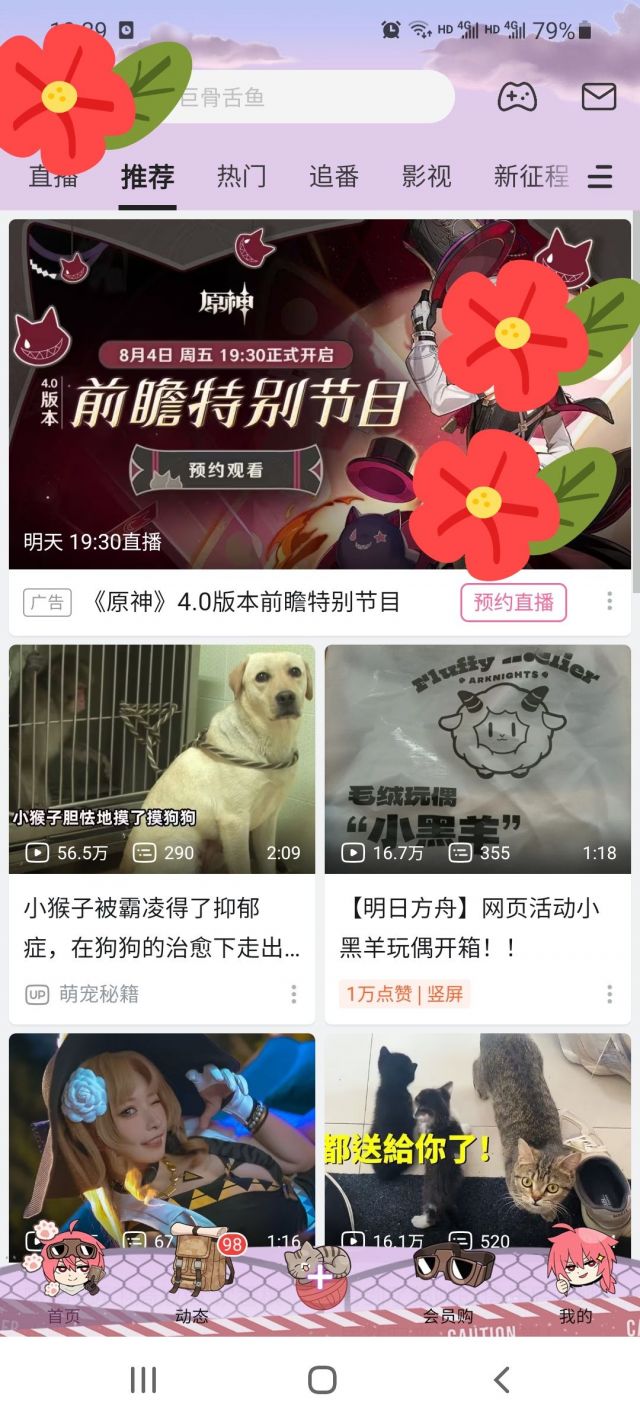 HD 4G HD 4G 79%
巨骨舌鱼
直播 推荐 热门 追番 影视 新征程
原神
8月4日 周五 19:30正式开启
4.0版本 前瞻特别节目
预约观看
明天 19:30直播
广告 《原神》4.0版本前瞻特别节目 预约直播
小猴子胆怯地摸了摸狗狗
56.5万 290 2:09
小猴子被霸凌得了抑郁
症，在狗狗的治愈下走出...
UP 萌宠秘籍
ARKNIGHTS
毛绒玩偶
“小黑羊”
16.7万 355 1:18
【明日方舟】网页活动小
黑羊玩偶开箱！！
1万点赞 | 竖屏
67 1:16
都送給你了！
16.1万 520
98
首页 动态 会员购 我的
CAUTION